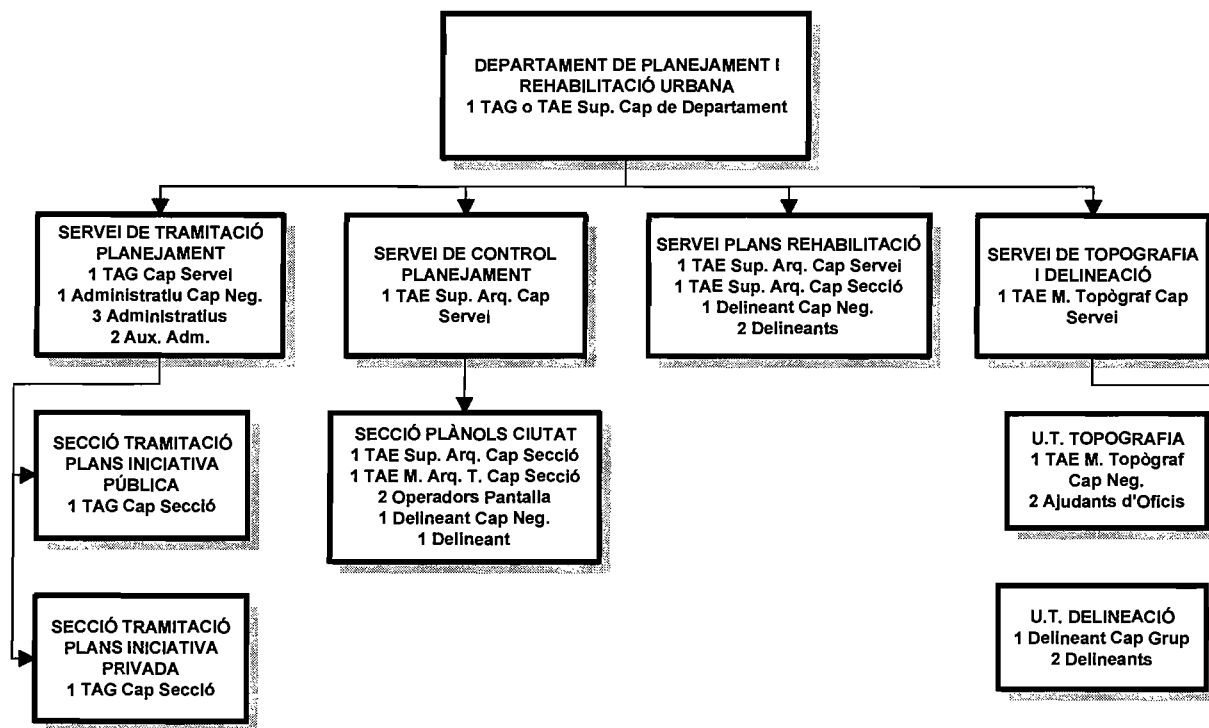 DEPARTAMENT DE PLANEJAMENT I
REHABILITACIÓ URBANA
1 TAG o TAE Sup. Cap de Departament
SERVEI DE TRAMITACIÓ
PLANEJAMENT
1 TAG Cap Servei
1 Administratiu Cap Neg.
3 Administratius
2 Aux. Adm.
SERVEI DE CONTROL
PLANEJAMENT
1 TAE Sup. Arq. Cap
Servei
SERVEI PLANS REHABILITACIÓ
1 TAE Sup. Arq. Cap Servei
1 TAE Sup. Arq. Cap Secció
1 Delineant Cap Neg.
2 Delineants
SERVEI DE TOPOGRAFIA
I DELINEACIÓ
1 TAE M. Topògraf Cap
Servei
SECCIÓ TRAMITACIÓ
PLANS INICIATIVA
PÚBLICA
1 TAG Cap Secció
SECCIÓ PLÀNOLS CIUTAT
1 TAE Sup. Arq. Cap Secció
1 TAE M. Arq. T. Cap Secció
2 Operadors Pantalla
1 Delineant Cap Neg.
1 Delineant
U.T. TOPOGRAFIA
1 TAE M. Topògraf
Cap Neg.
2 Ajudants d'Oficis
SECCIÓ TRAMITACIÓ
PLANS INICIATIVA
PRIVADA
1 TAG Cap Secció
U.T. DELINEACIÓ
1 Delineant Cap Grup
2 Delineants